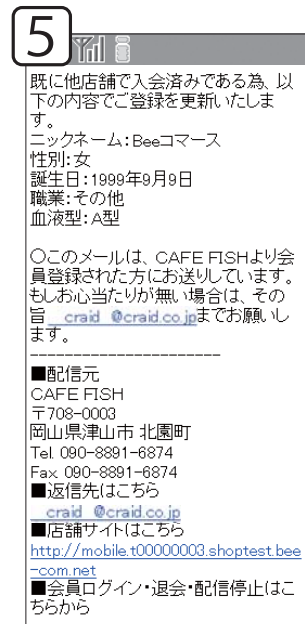 5
既に他店舗で入会済みである為、以
下の内容でご登録を更新いたしま
す。
ニックネーム:Beeコマース
性別:女
誕生日:1999年9月9日
職業:その他
血液型:A型
〇このメールは、CAFE FISHより会
員登録された方にお送りしています。
もしお心当たりが無い場合は、その
旨 craid @craid.co.jpまでお願いし
ます。
----------------------
■配信元
CAFE FISH
〒708-0003
岡山県津山市 北園町
Tel. 090-8891-6874
Fax. 090-8891-6874
■返信先はこちら
craid @craid.co.jp
■店舗サイトはこちら
http://mobile.t00000003.shoptest.bee
-com.net
■会員ログイン・退会・配信停止はこ
ちらから